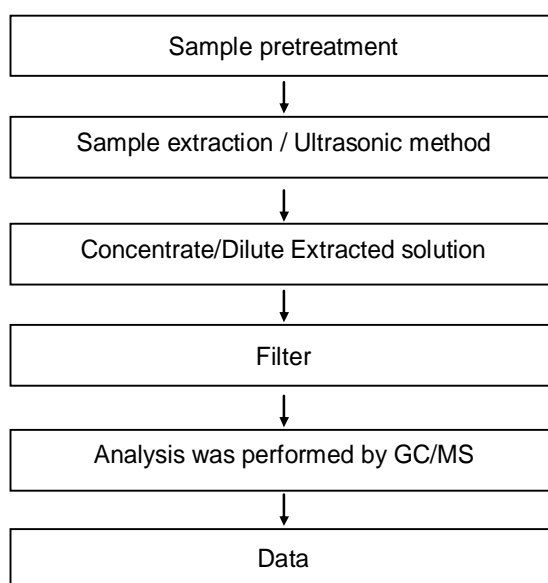 Sample pretreatment
Sample extraction / Ultrasonic method
Concentrate/Dilute Extracted solution
Filter
Analysis was performed by GC/MS
Data